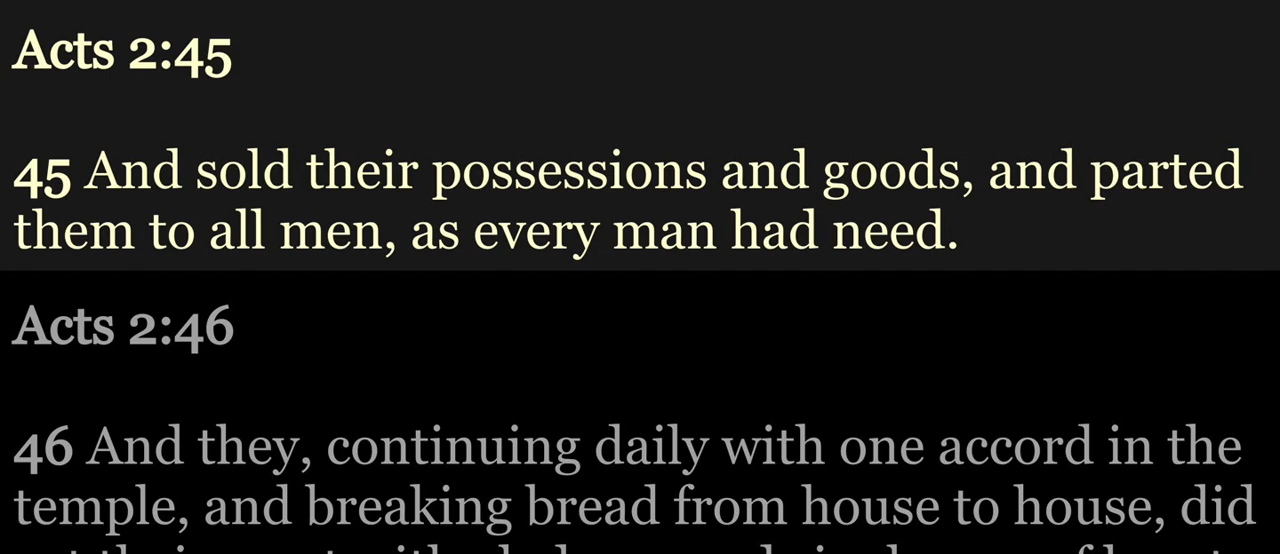 Acts 2:45
45 And sold their possessions and goods, and parted
them to all men, as every man had need.
Acts 2:46
46 And they, continuing daily with one accord in the
temple, and breaking bread from house to house, did